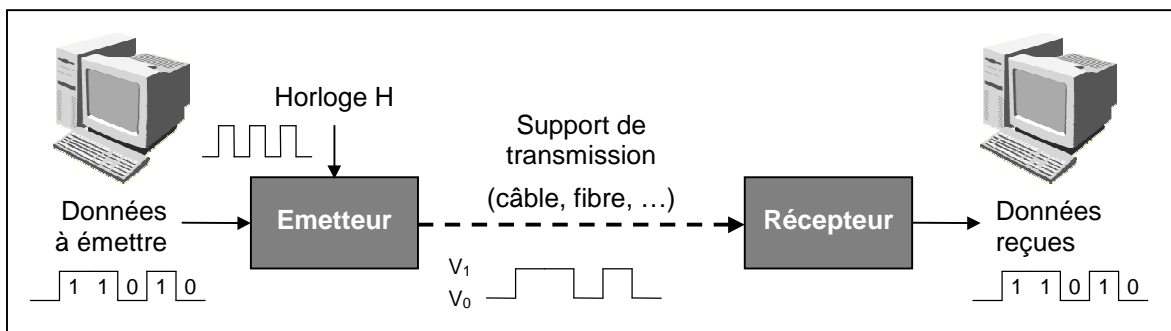 Horloge H
Support de
transmission
(câble, fibre, …)
Données
à émettre
Emetteur
Récepteur
Données
reçues
V1
V0
1 1 0 1 0
1 1 0 1 0